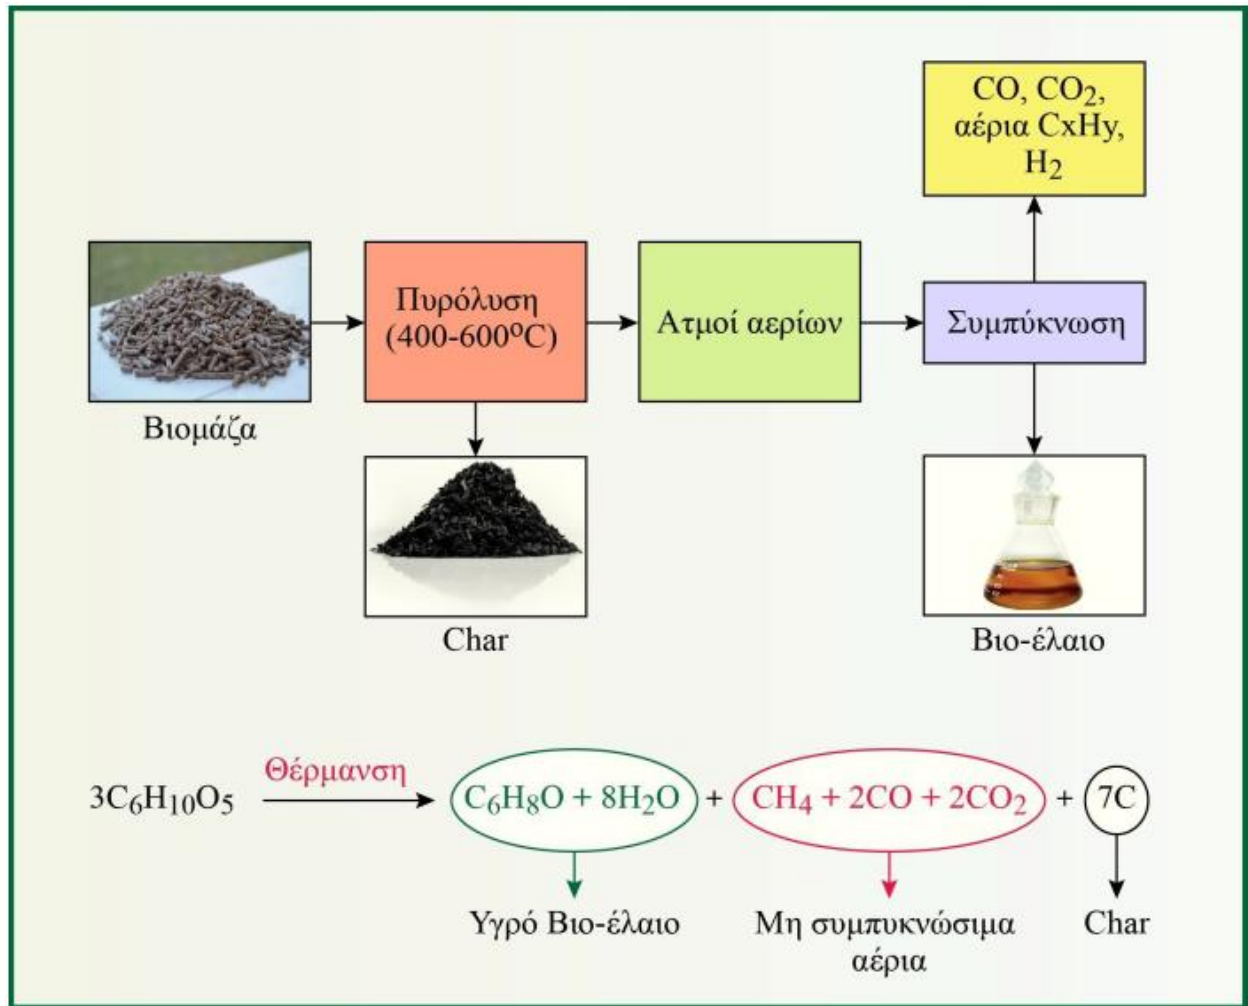 CO, CO₂,
αέρια CxHy,
H₂
Πυρόλυση
(400-600⁰C)
Ατμοί αερίων
Συμπύκνωση
Βιομάζα
Char
Βιο-έλαιο
3C₆H₁₀O₅ Θέρμανση C₆H₈O + 8H₂O + CH₄ + 2CO + 2CO₂ + 7C
Υγρό Βιο-έλαιο
Μη συμπυκνώσιμα
αέρια
Char